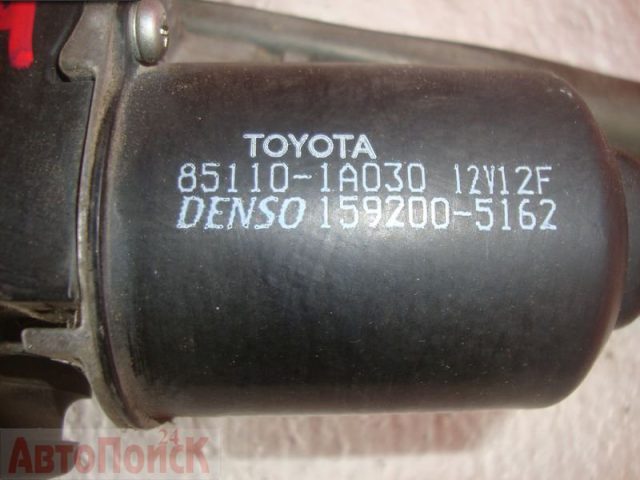 TOYOTA
85110-1A030 12V12F
DENSO 159200-5162
24
АвтоПоисК